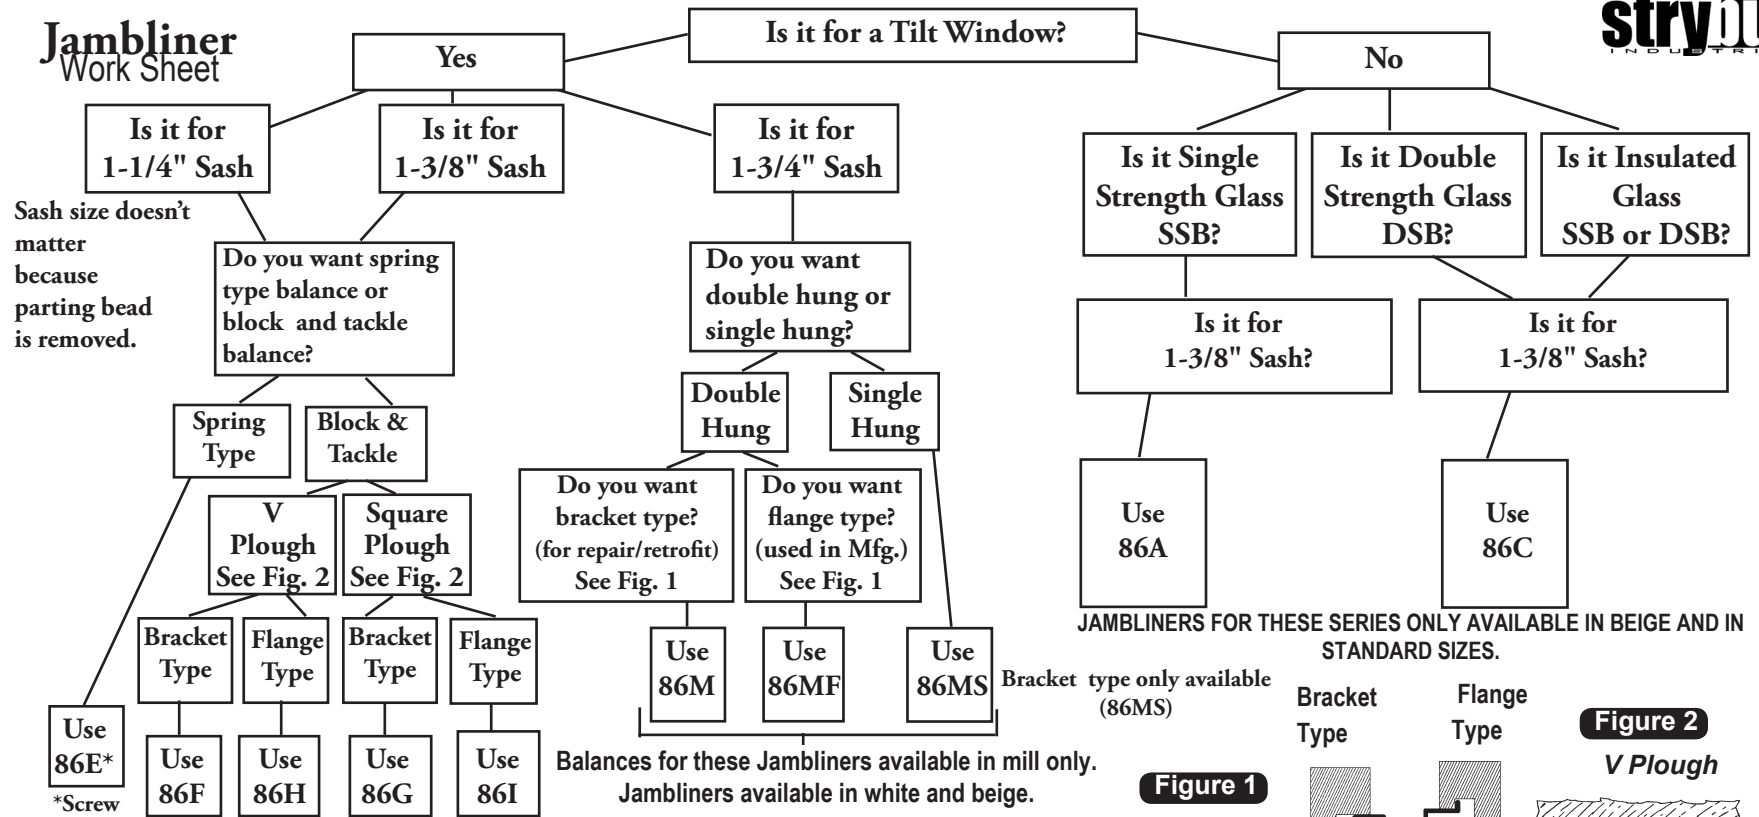 Jambliner
Work Sheet
Is it for a Tilt Window?
Yes
No
Is it for
1-1/4" Sash
Is it for
1-3/8" Sash
Is it for
1-3/4" Sash
Is it Single
Strength Glass
SSB?
Is it Double
Strength Glass
DSB?
Is it Insulated
Glass
SSB or DSB?
Sash size doesn't
matter
because
parting bead
is removed.
Do you want spring
type balance or
block and tackle
balance?
Do you want
double hung or
single hung?
Is it for
1-3/8" Sash?
Is it for
1-3/8" Sash?
Spring
Type
Block &
Tackle
Double
Hung
Single
Hung
V
Plough
See Fig. 2
Square
Plough
See Fig. 2
Do you want
bracket type?
(for repair/retrofit)
See Fig. 1
Do you want
flange type?
(used in Mfg.)
See Fig. 1
Use
86A
Use
86C
Bracket
Type
Flange
Type
Bracket
Type
Flange
Type
Use
86M
Use
86MF
Use
86MS
Bracket type only available
(86MS)
JAMBLINERS FOR THESE SERIES ONLY AVAILABLE IN BEIGE AND IN
STANDARD SIZES.
Use
86E*
*Screw
Use
86F
Use
86H
Use
86G
Use
86I
Balances for these Jambliners available in mill only.
Jambliners available in white and beige.
Bracket
Type
Flange
Type
Figure 1
Figure 2
V Plough